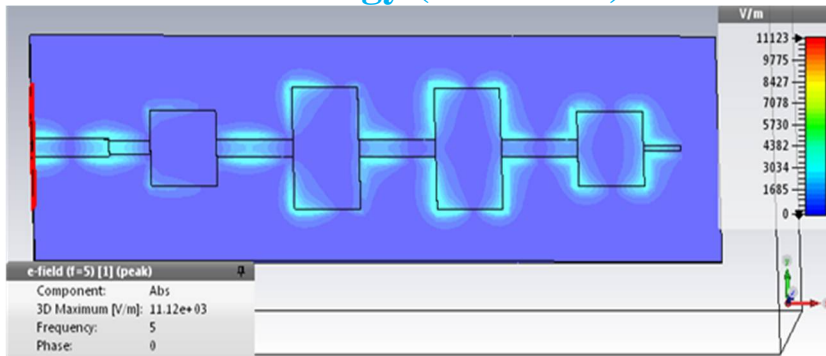 V/m
11123
9775
8427
7078
5730
4382
3034
1685
0
e-field (f=5) [1] (peak)
Component: Abs
3D Maximum [V/m]: 11.12e+03
Frequency: 5
Phase: 0
y